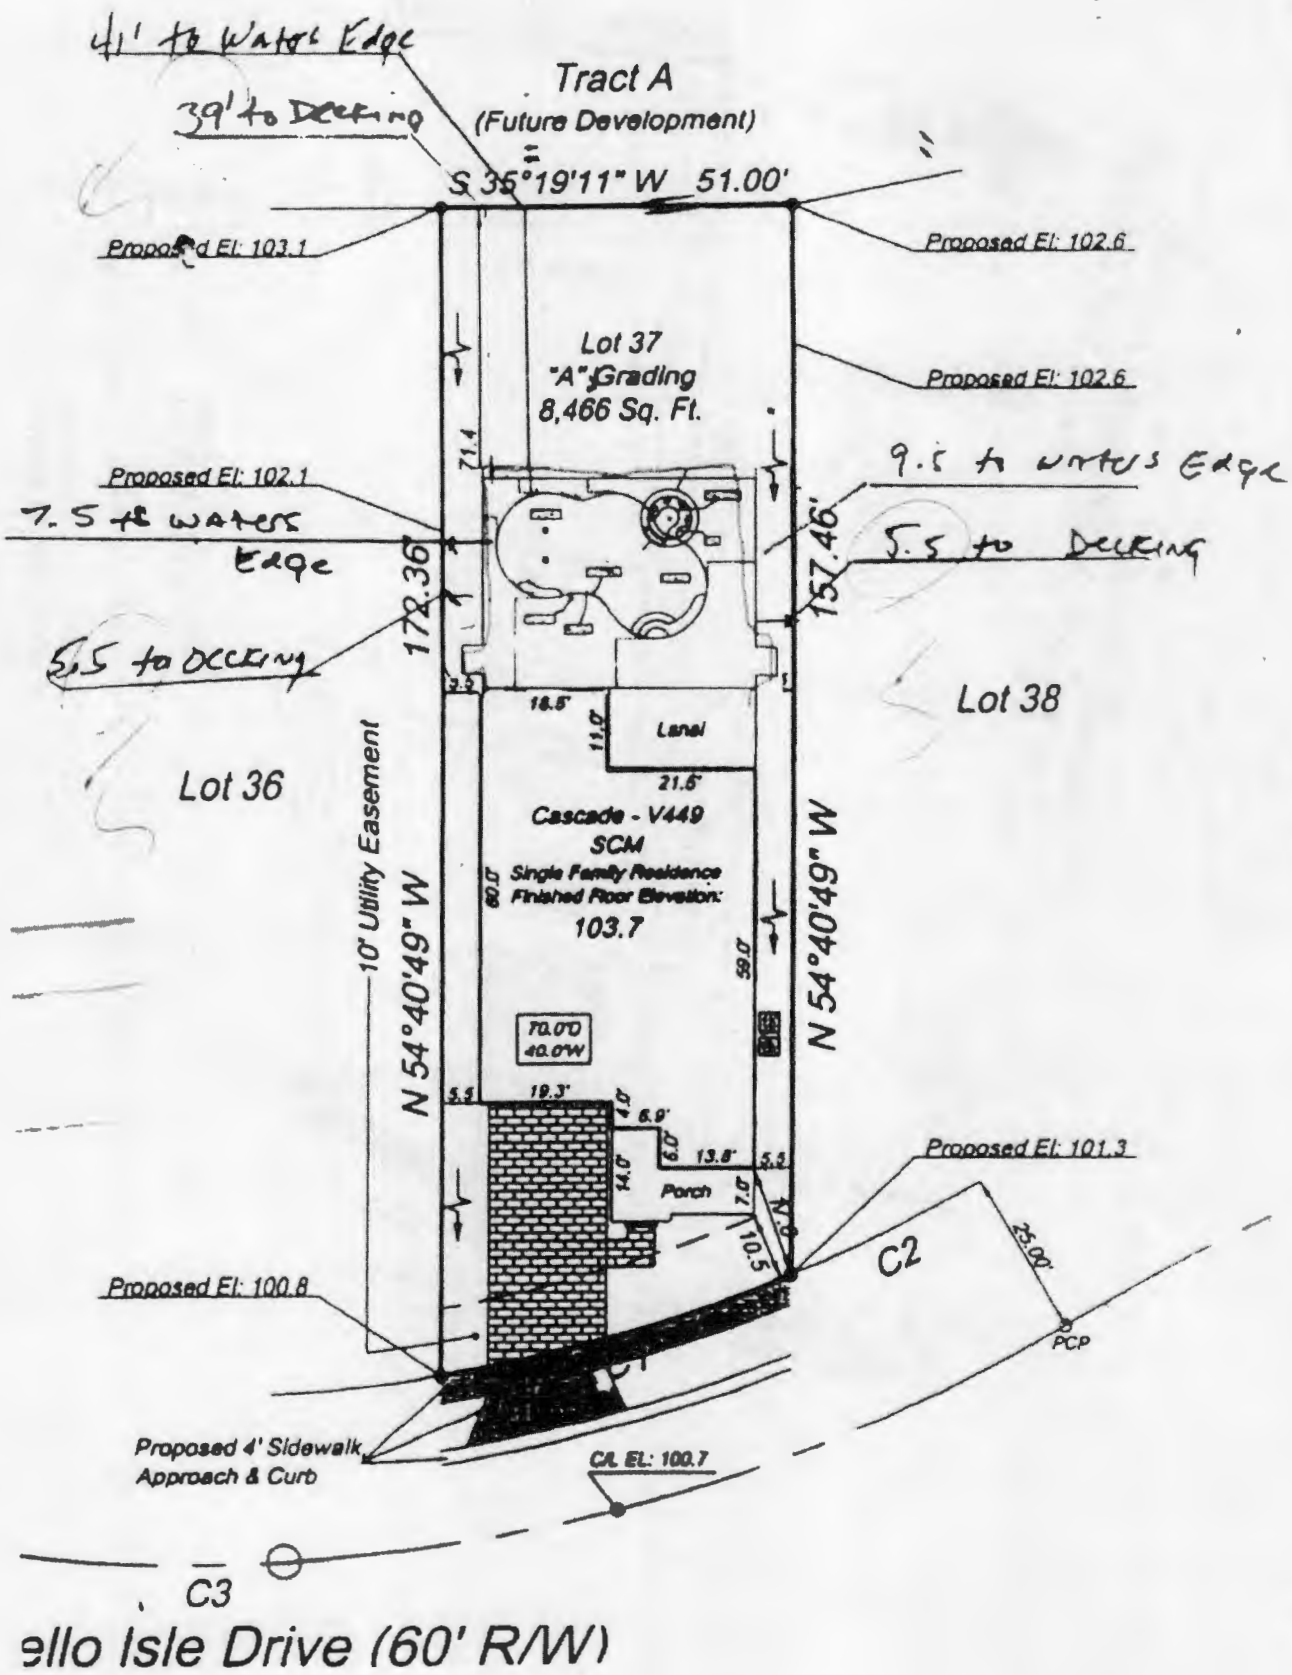 41' to Waters Edge
39' to Decking
Tract A
(Future Development)
S 35°19'11" W 51.00'
Proposed El: 103.1
Proposed El: 102.6
Lot 37
"A" Grading
8,466 Sq. Ft.
Proposed El: 102.6
71.4
Proposed El: 102.1
9.5 to waters Edge
7.5 to waters
Edge
5.5 to Decking
172.36'
157.46'
5.5 to Decking
5.5
18.5'
11.0'
Lanai
21.6'
Lot 38
Lot 36
10' Utility Easement
N 54°40'49" W
N 54°40'49" W
Cascade - V449
SCM
Single Family Residence
Finished Floor Elevation:
103.7
60.0'
59.0'
70.0'D
40.0'W
5.5
19.3'
4.0'
6.9'
6.0'
13.8'
5.5
14.0'
Porch
7.0'
10.5
Proposed El: 101.3
C2
25.00'
PCP
Proposed El: 100.8
Proposed 4' Sidewalk,
Approach & Curb
C/L EL: 100.7
C3
ello Isle Drive (60' R/W)